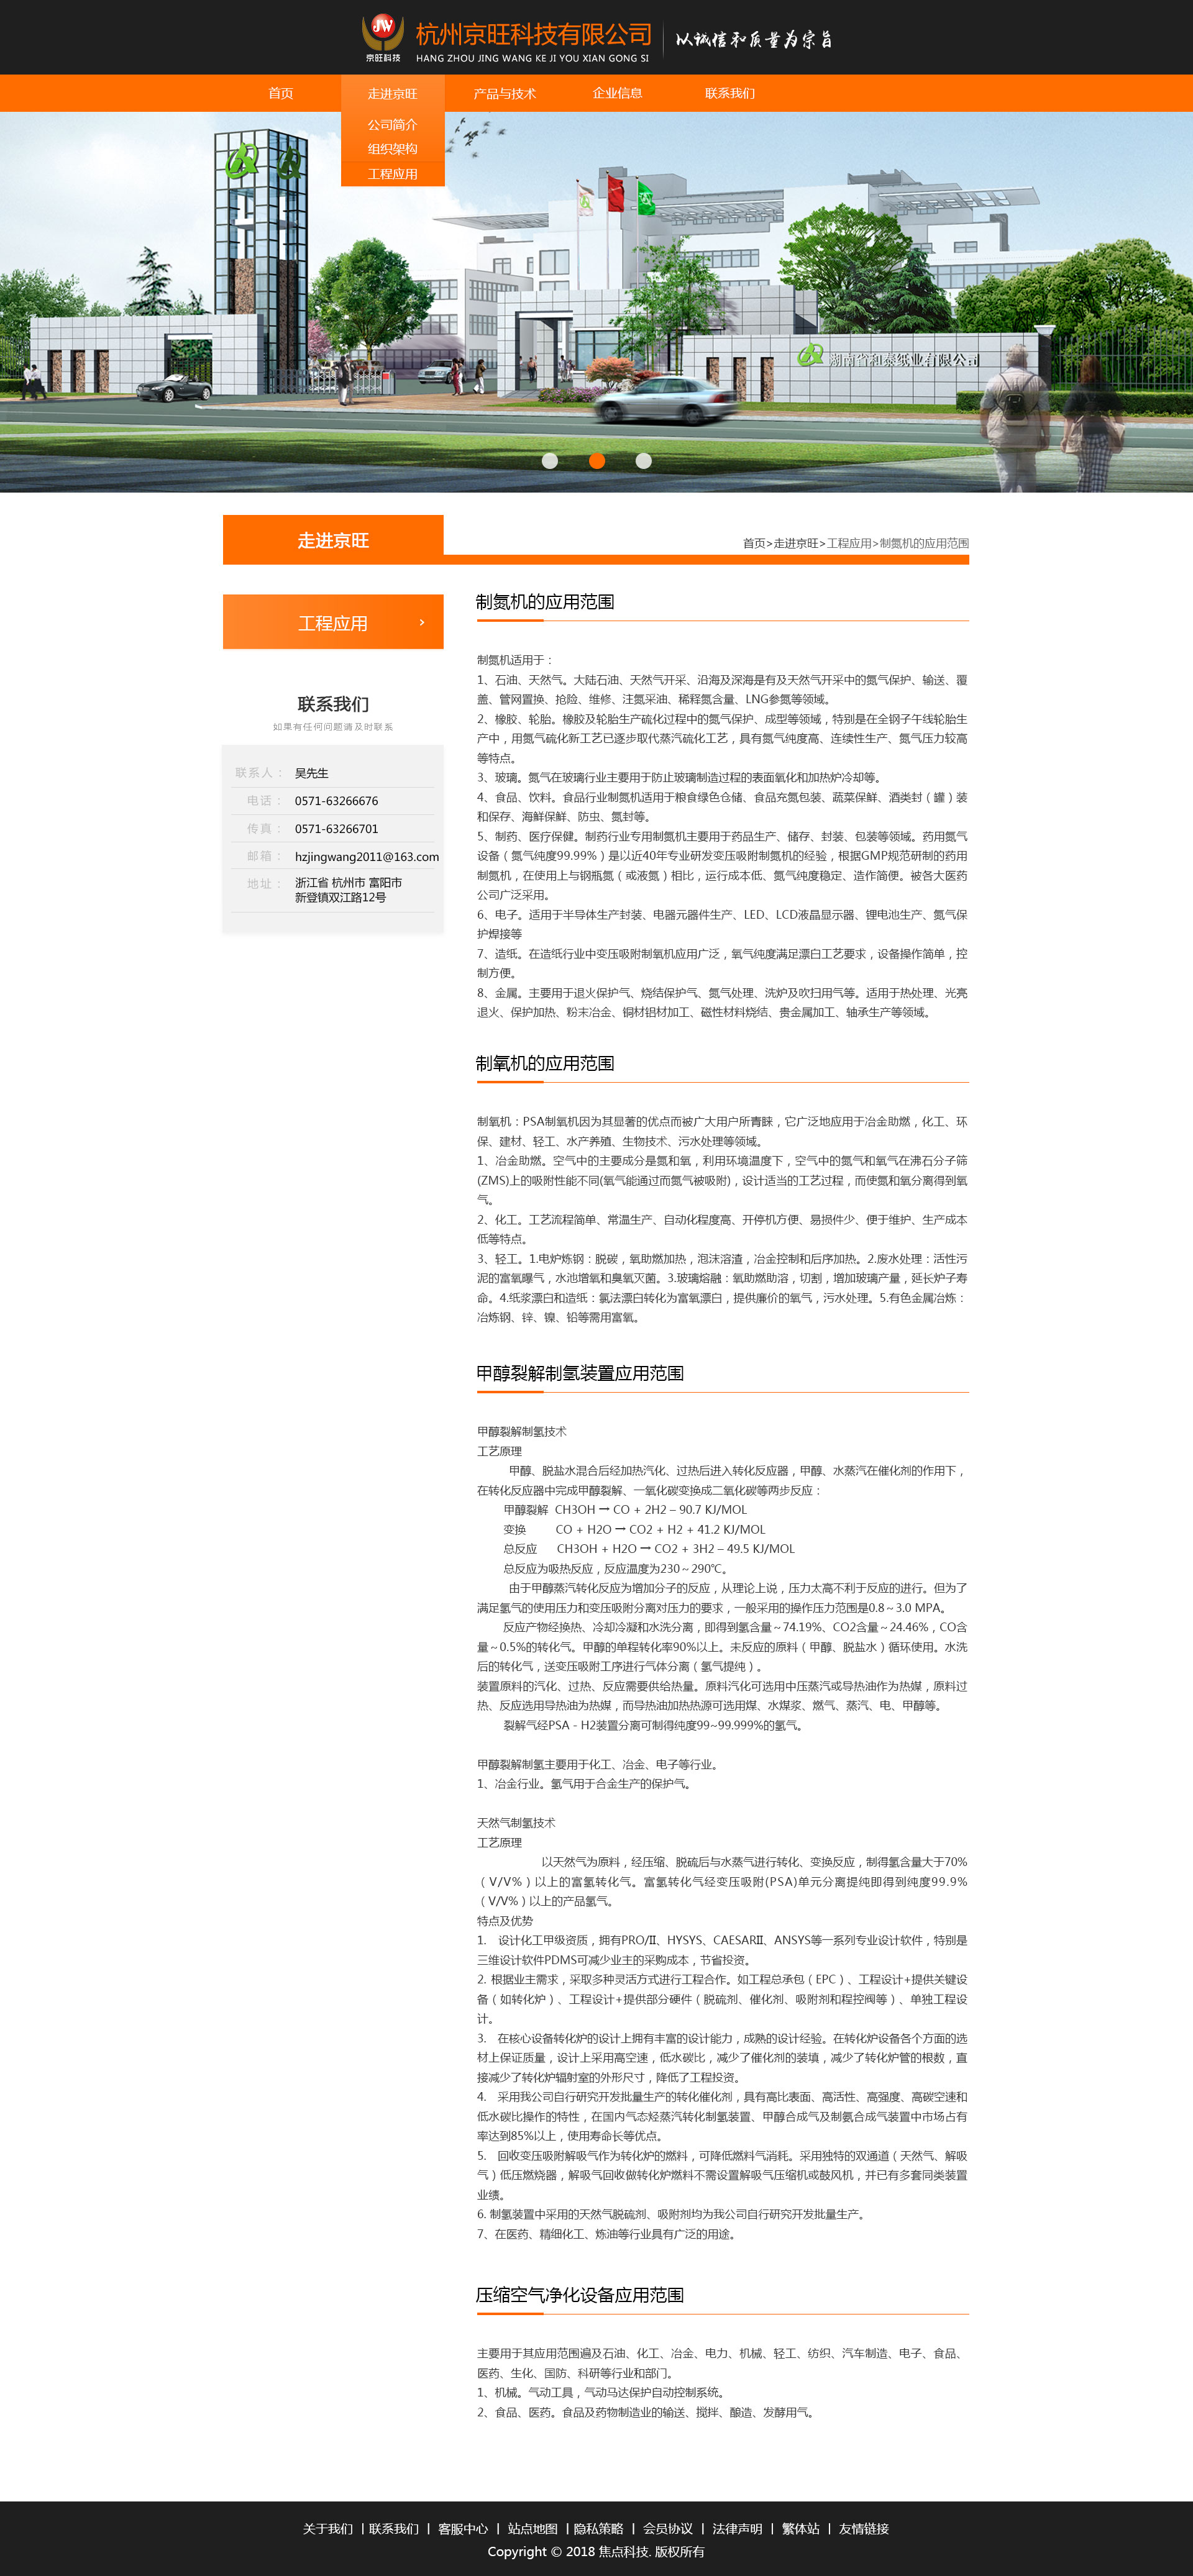 JW
京旺科技
杭州京旺科技有限公司
HANG ZHOU JING WANG KE JI YOU XIAN GONG SI
以诚信和质量为宗旨
首页
走进京旺
产品与技术
企业信息
联系我们
公司简介
组织架构
工程应用
湖南省和泰纸业有限公司
走进京旺
首页>走进京旺>工程应用>制氮机的应用范围
工程应用
联系我们
如果有任何问题请及时联系
联系人： 吴先生
电话： 0571-63266676
传真： 0571-63266701
邮箱： hzjingwang2011@163.com
地址： 浙江省 杭州市 富阳市
新登镇双江路12号
制氮机的应用范围
制氮机适用于：
1、石油、天然气。大陆石油、天然气开采、沿海及深海是有及天然气开采中的氮气保护、输送、覆
盖、管网置换、抢险、维修、注氮采油、稀释氮含量、LNG参氮等领域。
2、橡胶、轮胎。橡胶及轮胎生产硫化过程中的氮气保护、成型等领域，特别是在全钢子午线轮胎生
产中，用氮气硫化新工艺已逐步取代蒸汽硫化工艺，具有氮气纯度高、连续性生产、氮气压力较高
等特点。
3、玻璃。氮气在玻璃行业主要用于防止玻璃制造过程的表面氧化和加热炉冷却等。
4、食品、饮料。食品行业制氮机适用于粮食绿色仓储、食品充氮包装、蔬菜保鲜、酒类封（罐）装
和保存、海鲜保鲜、防虫、氮封等。
5、制药、医疗保健。制药行业专用制氮机主要用于药品生产、储存、封装、包装等领域。药用氮气
设备（氮气纯度99.99%）是以近40年专业研发变压吸附制氮机的经验，根据GMP规范研制的药用
制氮机，在使用上与钢瓶氮（或液氮）相比，运行成本低、氮气纯度稳定、造作简便。被各大医药
公司广泛采用。
6、电子。适用于半导体生产封装、电器元器件生产、LED、LCD液晶显示器、锂电池生产、氮气保
护焊接等
7、造纸。在造纸行业中变压吸附制氧机应用广泛，氧气纯度满足漂白工艺要求，设备操作简单，控
制方便。
8、金属。主要用于退火保护气、烧结保护气、氮气处理、洗炉及吹扫用气等。适用于热处理、光亮
退火、保护加热、粉末冶金、铜材铝材加工、磁性材料烧结、贵金属加工、轴承生产等领域。
制氧机的应用范围
制氧机：PSA制氧机因为其显著的优点而被广大用户所青睐，它广泛地应用于冶金助燃，化工、环
保、建材、轻工、水产养殖、生物技术、污水处理等领域。
1、冶金助燃。空气中的主要成分是氮和氧，利用环境温度下，空气中的氮气和氧气在沸石分子筛
(ZMS)上的吸附性能不同(氧气能通过而氮气被吸附)，设计适当的工艺过程，而使氮和氧分离得到氧
气。
2、化工。工艺流程简单、常温生产、自动化程度高、开停机方便、易损件少、便于维护、生产成本
低等特点。
3、轻工。1.电炉炼钢：脱碳，氧助燃加热，泡沫溶渣，冶金控制和后序加热。2.废水处理：活性污
泥的富氧曝气，水池增氧和臭氧灭菌。3.玻璃熔融：氧助燃助溶，切割，增加玻璃产量，延长炉子寿
命。4.纸浆漂白和造纸：氯法漂白转化为富氧漂白，提供廉价的氧气，污水处理。5.有色金属冶炼：
冶炼钢、锌、镍、铅等需用富氧。
甲醇裂解制氢装置应用范围
甲醇裂解制氢技术
工艺原理
甲醇、脱盐水混合后经加热汽化、过热后进入转化反应器，甲醇、水蒸汽在催化剂的作用下，
在转化反应器中完成甲醇裂解、一氧化碳变换成二氧化碳等两步反应：
甲醇裂解 CH3OH → CO + 2H2 – 90.7 KJ/MOL
变换 CO + H2O → CO2 + H2 + 41.2 KJ/MOL
总反应 CH3OH + H2O → CO2 + 3H2 – 49.5 KJ/MOL
总反应为吸热反应，反应温度为230～290℃。
由于甲醇蒸汽转化反应为增加分子的反应，从理论上说，压力太高不利于反应的进行。但为了
满足氢气的使用压力和变压吸附分离对压力的要求，一般采用的操作压力范围是0.8～3.0 MPA。
反应产物经换热、冷却冷凝和水洗分离，即得到氢含量～74.19%、CO2含量～24.46%，CO含
量～0.5%的转化气。甲醇的单程转化率90%以上。未反应的原料（甲醇、脱盐水）循环使用。水洗
后的转化气，送变压吸附工序进行气体分离（氢气提纯）。
装置原料的汽化、过热、反应需要供给热量。原料汽化可选用中压蒸汽或导热油作为热媒，原料过
热、反应选用导热油为热媒，而导热油加热热源可选用煤、水煤浆、燃气、蒸汽、电、甲醇等。
裂解气经PSA - H2装置分离可制得纯度99~99.999%的氢气。
甲醇裂解制氢主要用于化工、冶金、电子等行业。
1、冶金行业。氢气用于合金生产的保护气。
天然气制氢技术
工艺原理
以天然气为原料，经压缩、脱硫后与水蒸气进行转化、变换反应，制得氢含量大于70%
（V/V%）以上的富氢转化气。富氢转化气经变压吸附(PSA)单元分离提纯即得到纯度99.9%
（V/V%）以上的产品氢气。
特点及优势
1. 设计化工甲级资质，拥有PRO/II、HYSYS、CAESARII、ANSYS等一系列专业设计软件，特别是
三维设计软件PDMS可减少业主的采购成本，节省投资。
2. 根据业主需求，采取多种灵活方式进行工程合作。如工程总承包（EPC）、工程设计+提供关键设
备（如转化炉）、工程设计+提供部分硬件（脱硫剂、催化剂、吸附剂和程控阀等）、单独工程设
计。
3. 在核心设备转化炉的设计上拥有丰富的设计能力，成熟的设计经验。在转化炉设备各个方面的选
材上保证质量，设计上采用高空速，低水碳比，减少了催化剂的装填，减少了转化炉管的根数，直
接减少了转化炉辐射室的外形尺寸，降低了工程投资。
4. 采用我公司自行研究开发批量生产的转化催化剂，具有高比表面、高活性、高强度、高碳空速和
低水碳比操作的特性，在国内气态烃蒸汽转化制氢装置、甲醇合成气及制氨合成气装置中市场占有
率达到85%以上，使用寿命长等优点。
5. 回收变压吸附解吸气作为转化炉的燃料，可降低燃料气消耗。采用独特的双通道（天然气、解吸
气）低压燃烧器，解吸气回收做转化炉燃料不需设置解吸气压缩机或鼓风机，并已有多套同类装置
业绩。
6. 制氢装置中采用的天然气脱硫剂、吸附剂均为我公司自行研究开发批量生产。
7、在医药、精细化工、炼油等行业具有广泛的用途。
压缩空气净化设备应用范围
主要用于其应用范围遍及石油、化工、冶金、电力、机械、轻工、纺织、汽车制造、电子、食品、
医药、生化、国防、科研等行业和部门。
1、机械。气动工具，气动马达保护自动控制系统。
2、食品、医药。食品及药物制造业的输送、搅拌、酿造、发酵用气。
关于我们 | 联系我们 | 客服中心 | 站点地图 | 隐私策略 | 会员协议 | 法律声明 | 繁体站 | 友情链接
Copyright © 2018 焦点科技. 版权所有